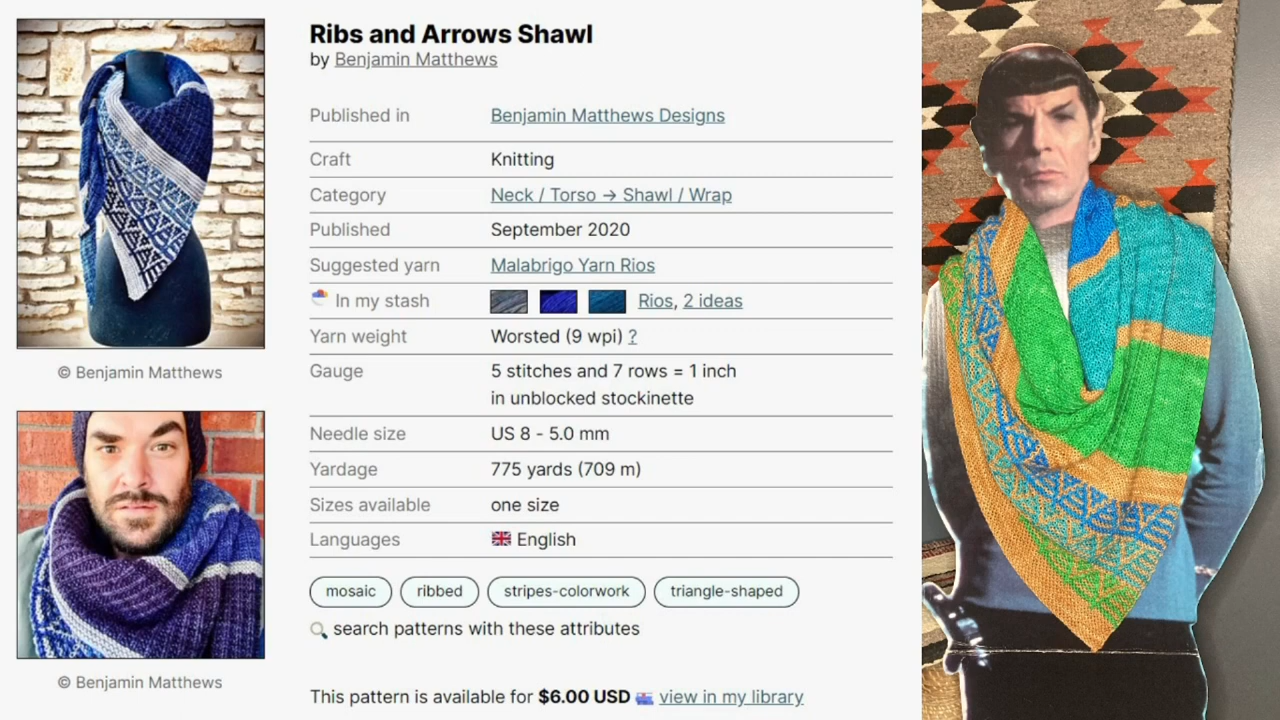 Ribs and Arrows Shawl
by Benjamin Matthews
Published in Benjamin Matthews Designs
Craft Knitting
Category Neck / Torso → Shawl / Wrap
Published September 2020
Suggested yarn Malabrigo Yarn Rios
In my stash Rios, 2 ideas
Yarn weight Worsted (9 wpi) ?
Gauge 5 stitches and 7 rows = 1 inch
in unblocked stockinette
Needle size US 8 - 5.0 mm
Yardage 775 yards (709 m)
Sizes available one size
Languages English
mosaic ribbed stripes-colorwork triangle-shaped
search patterns with these attributes
This pattern is available for $6.00 USD view in my library
© Benjamin Matthews
© Benjamin Matthews